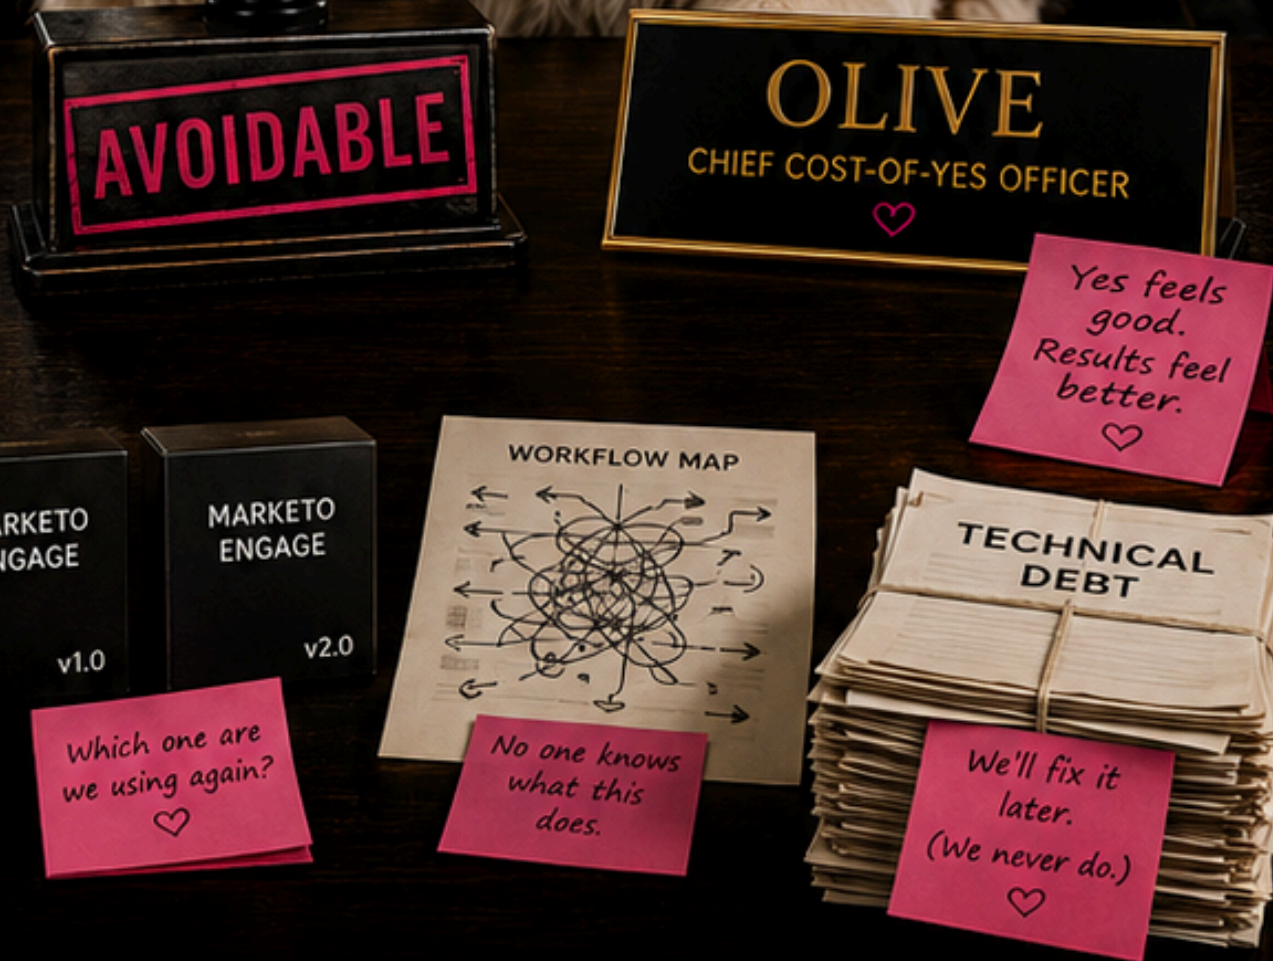 AVOIDABLE
OLIVE
CHIEF COST-OF-YES OFFICER
Yes feels
good.
Results feel
better.
RKETO
NGAGE
v1.0
MARKETO
ENGAGE
v2.0
WORKFLOW MAP
TECHNICAL
DEBT
Which one are
we using again?
No one knows
what this
does.
We'll fix it
later.
(We never do.)